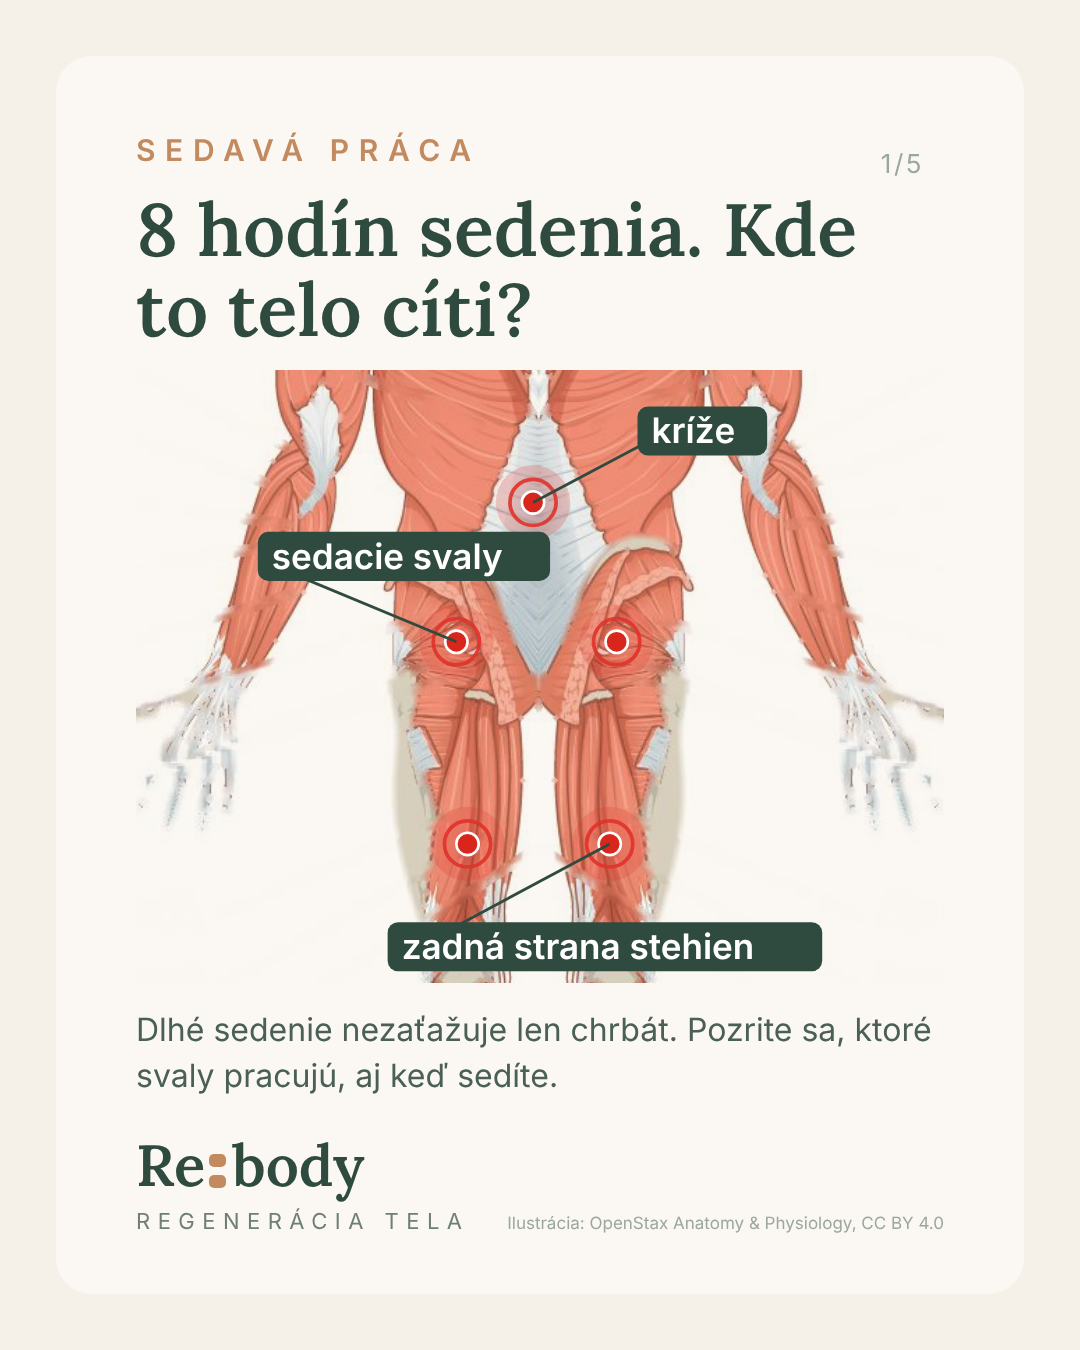 SEDAVÁ PRÁCA
1/5
8 hodín sedenia. Kde
to telo cíti?
kríže
sedacie svaly
zadná strana stehien
Dlhé sedenie nezaťažuje len chrbát. Pozrite sa, ktoré
svaly pracujú, aj keď sedíte.
Re:body
REGENERÁCIA TELA
Ilustrácia: OpenStax Anatomy & Physiology, CC BY 4.0